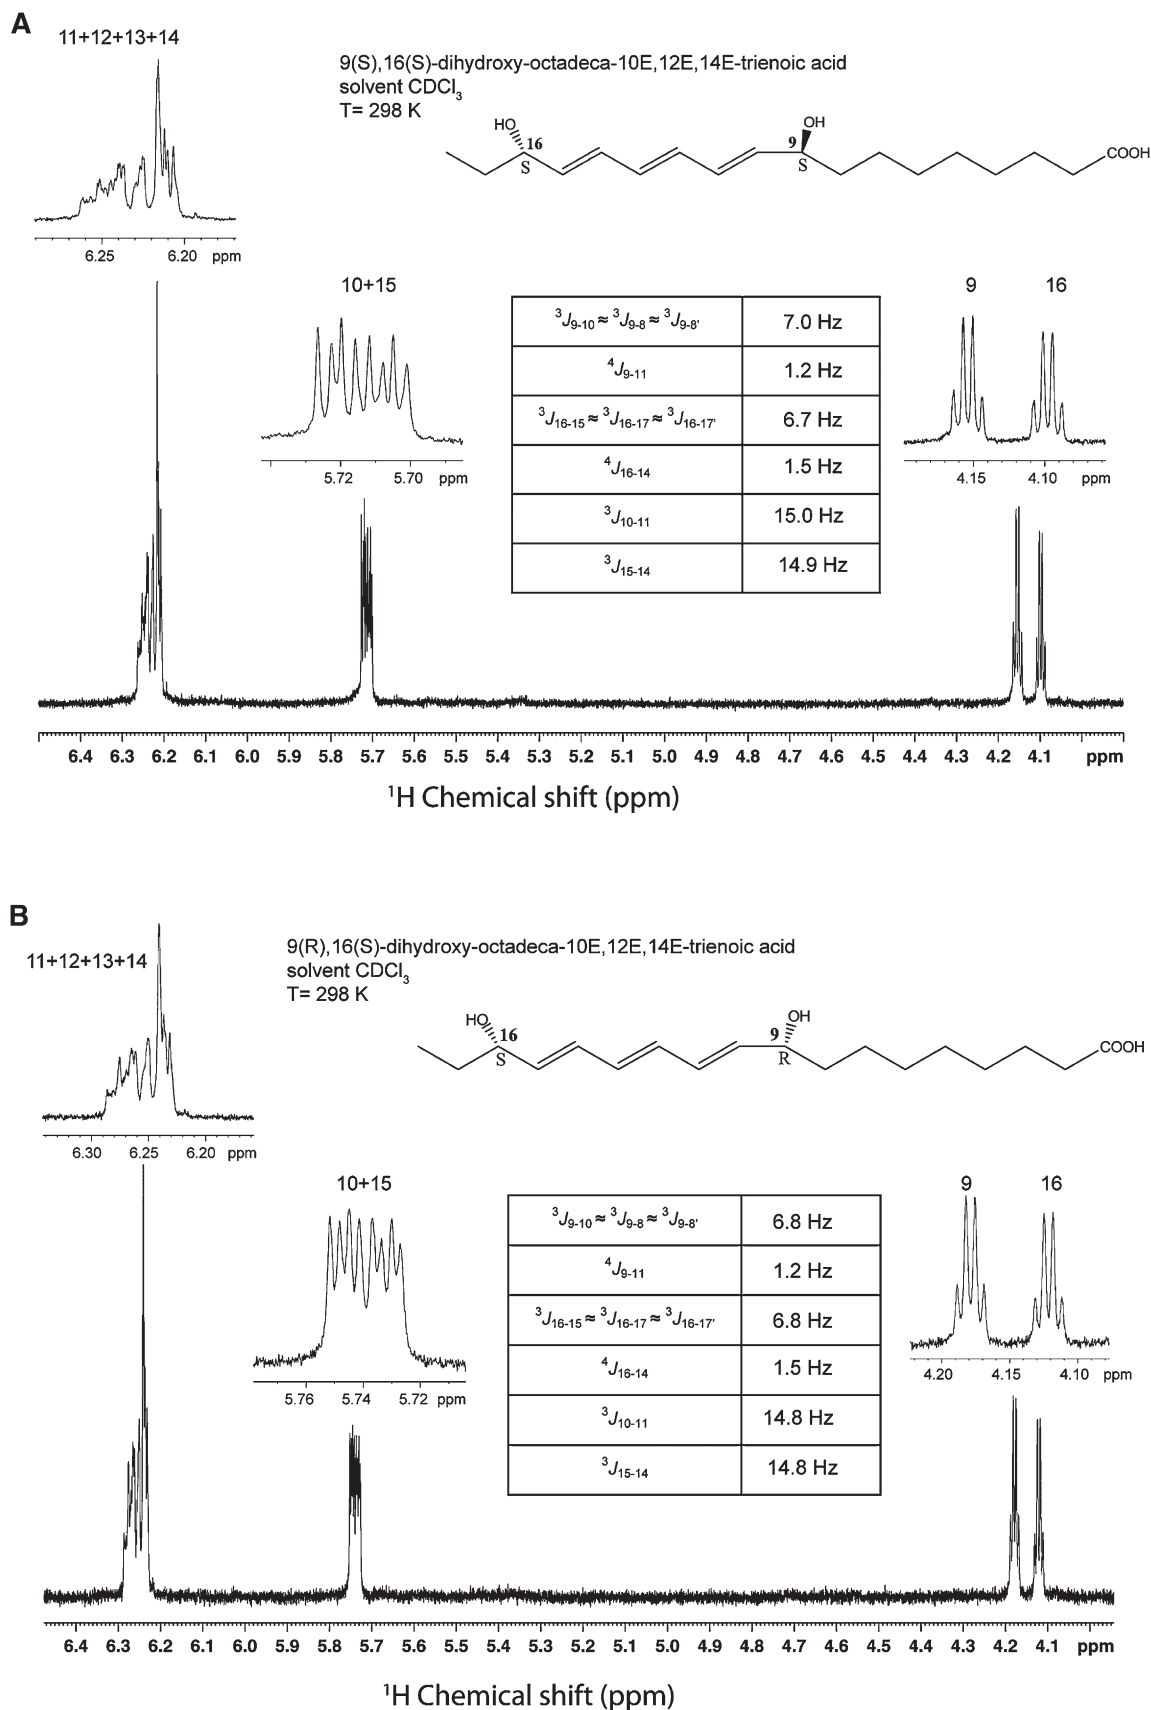 A
11+12+13+14
9(S),16(S)-dihydroxy-octadeca-10E,12E,14E-trienoic acid
solvent CDCl3
T= 298 K
HO
16
S
9
S
OH
COOH
6.25 6.20 ppm
10+15
5.72 5.70 ppm
3J9-10 ≈ 3J9-8 ≈ 3J9-8' 7.0 Hz
4J9-11 1.2 Hz
3J16-15 ≈ 3J16-17 ≈ 3J16-17' 6.7 Hz
4J16-14 1.5 Hz
3J10-11 15.0 Hz
3J15-14 14.9 Hz
9 16
4.15 4.10 ppm
6.4 6.3 6.2 6.1 6.0 5.9 5.8 5.7 5.6 5.5 5.4 5.3 5.2 5.1 5.0 4.9 4.8 4.7 4.6 4.5 4.4 4.3 4.2 4.1 ppm
1H Chemical shift (ppm)
B
11+12+13+14
9(R),16(S)-dihydroxy-octadeca-10E,12E,14E-trienoic acid
solvent CDCl3
T= 298 K
HO
16
S
9
R
OH
COOH
6.30 6.25 6.20 ppm
10+15
5.76 5.74 5.72 ppm
3J9-10 ≈ 3J9-8 ≈ 3J9-8' 6.8 Hz
4J9-11 1.2 Hz
3J16-15 ≈ 3J16-17 ≈ 3J16-17' 6.8 Hz
4J16-14 1.5 Hz
3J10-11 14.8 Hz
3J15-14 14.8 Hz
9 16
4.20 4.15 4.10 ppm
6.4 6.3 6.2 6.1 6.0 5.9 5.8 5.7 5.6 5.5 5.4 5.3 5.2 5.1 5.0 4.9 4.8 4.7 4.6 4.5 4.4 4.3 4.2 4.1 ppm
1H Chemical shift (ppm)